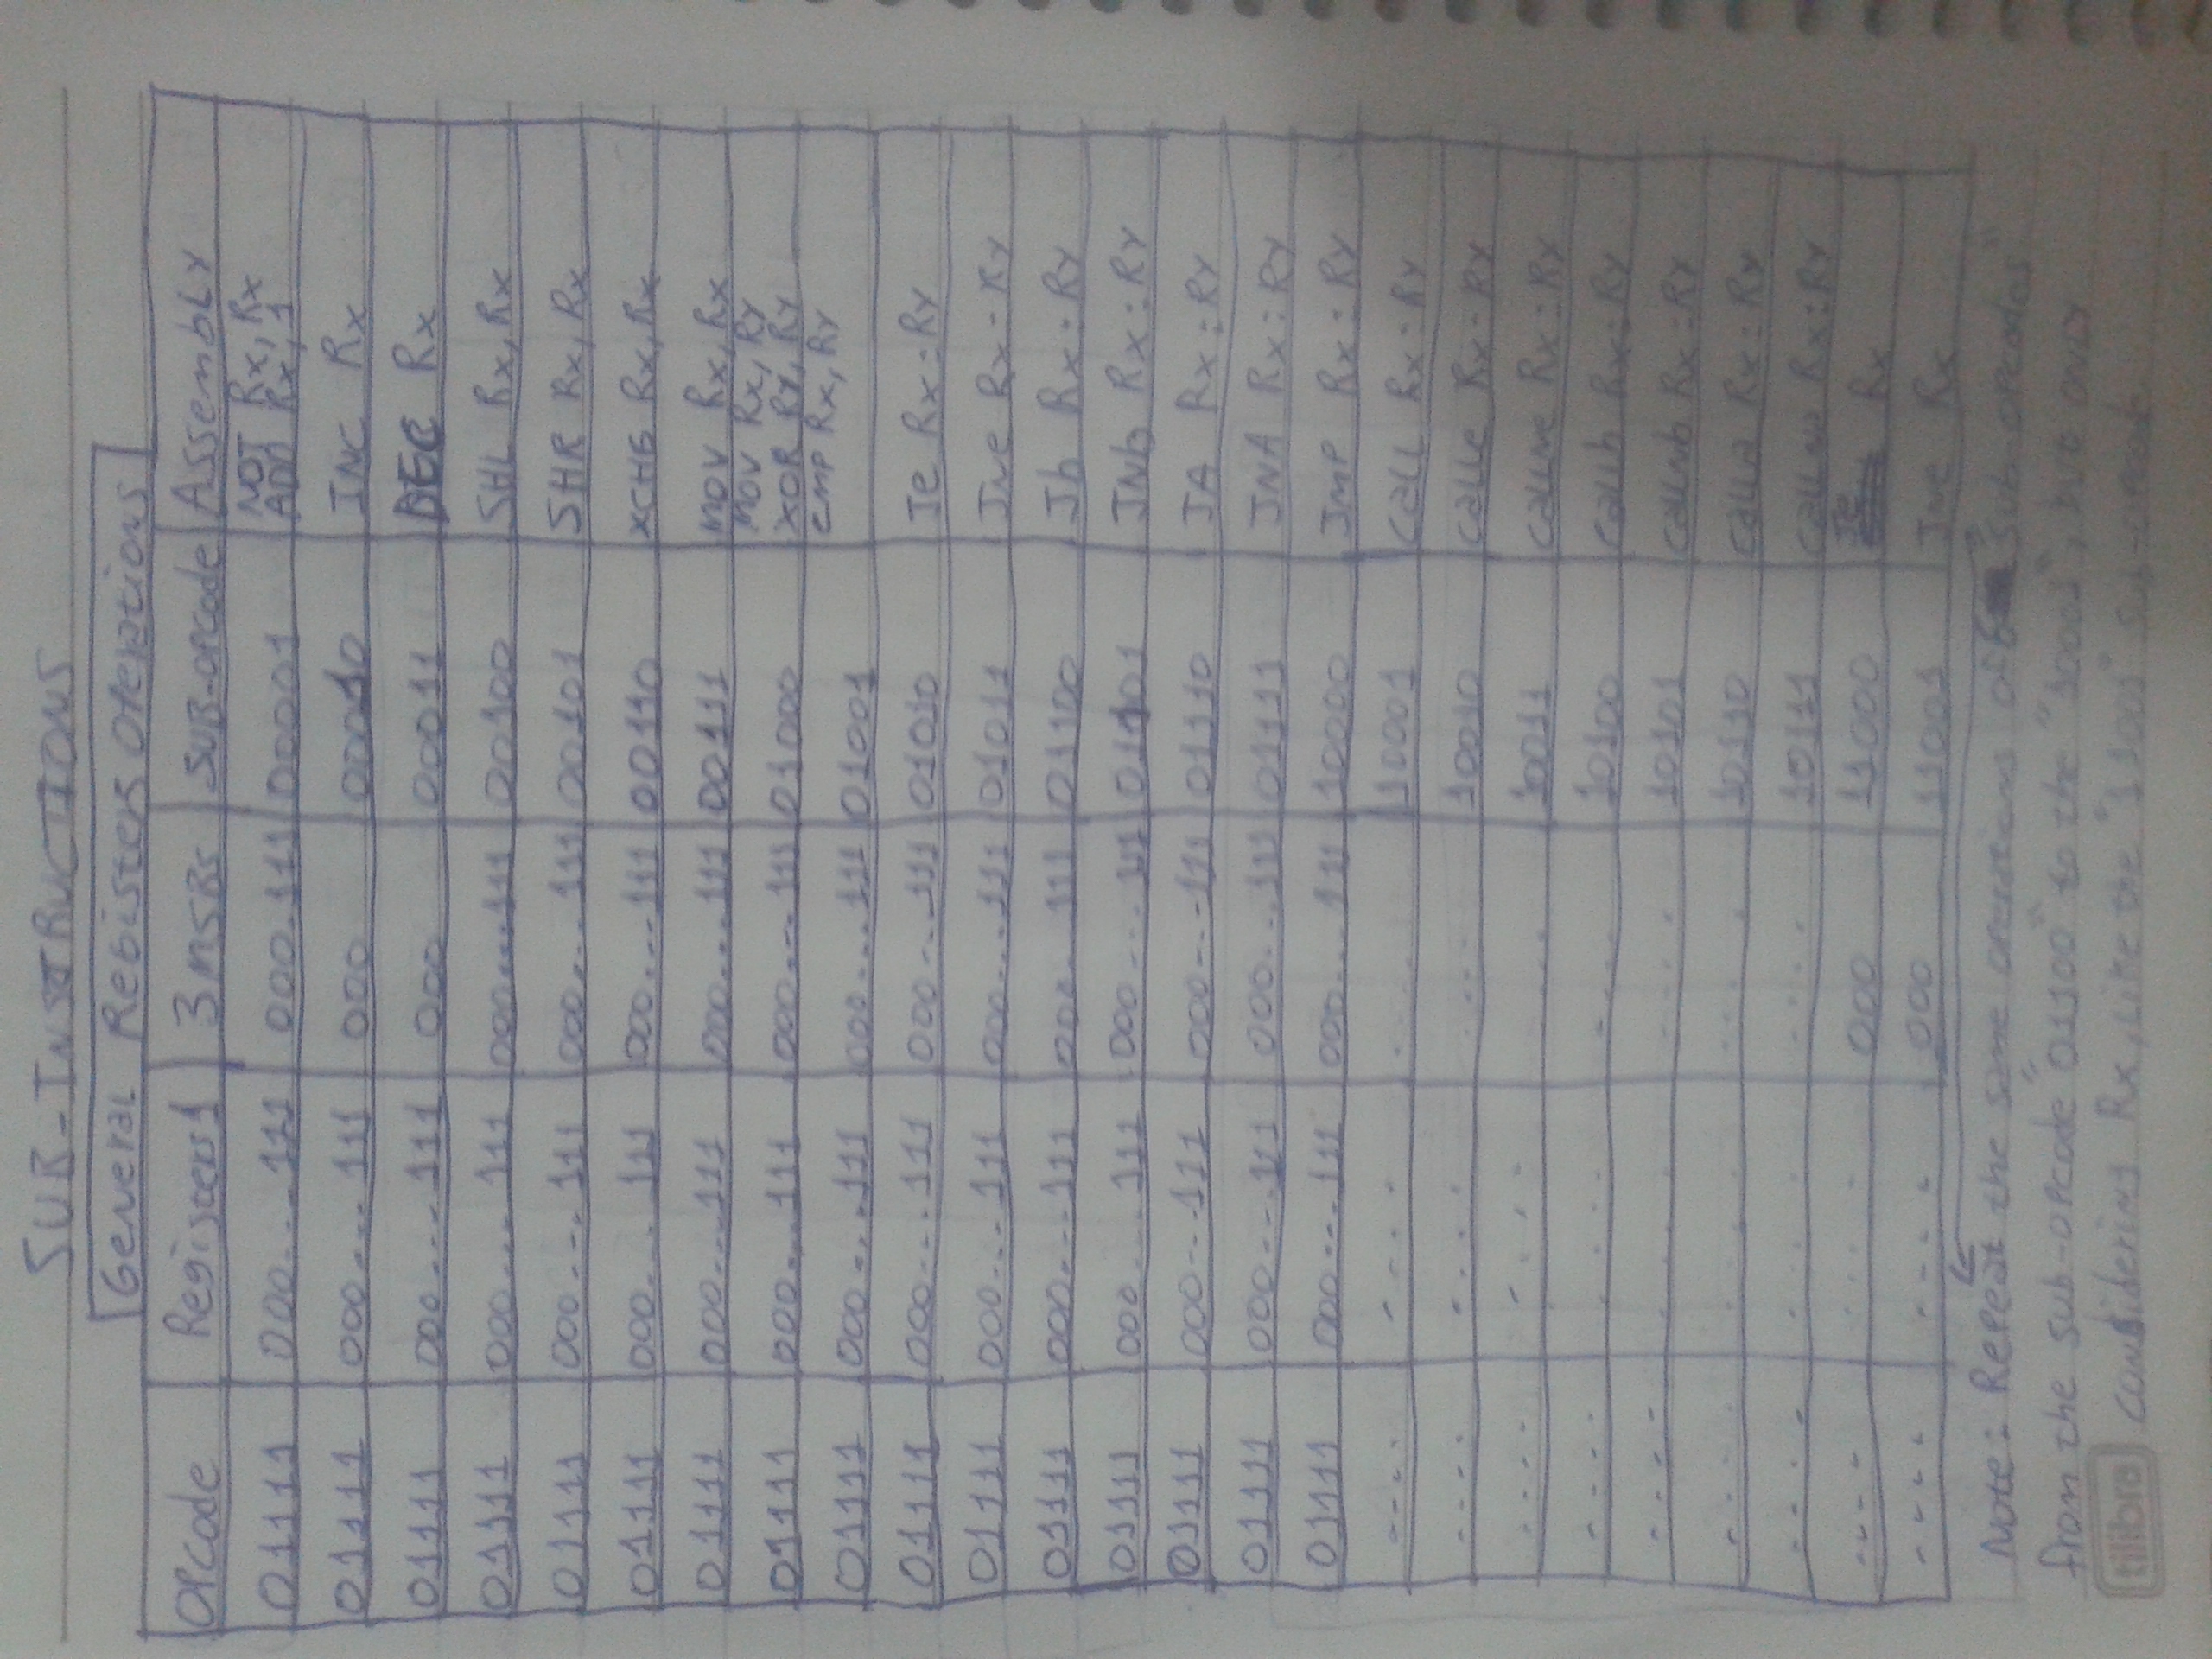 SUB-INSTRUCTIONS
General Registers Operations
Opcode Registers1 3 MSBs SUB-opcode Assembly
NOT Rx, Rx
01111 000....111 000.111 00001 ADD Rx, 1
01111 000....111 000 00010 INC Rx
01111 000....111 000 00011 DEC Rx
01111 000....111 000....111 00100 SHL Rx, Rx
01111 000....111 000....111 00101 SHR Rx, Rx
01111 000....111 000....111 00110 XCHG Rx, Rx
01111 000....111 000....111 00111 MOV Rx, Rx
MOV Rx, RY
01111 000....111 000....111 01000 XOR RY, RY
CMP Rx, RY
01111 000....111 000....111 01001
01111 000....111 000...111 01010 Je Rx:RY
01111 000...111 000....111 01011 Jne Rx:RY
01111 000....111 000....111 01100 Jb Rx:RY
01111 000....111 000....111 01101 JNb Rx:RY
01111 000...111 000....111 01110 JA Rx:RY
01111 000....111 000....111 01111 JNA Rx:RY
01111 000....111 000....111 10000 JMP Rx:RY
.... .... .... 10001 call Rx:RY
.... .... .... 10010 calle Rx:RY
.... .... .... 10011 callne Rx:RY
.... .... .... 10100 callb Rx:RY
.... .... .... 10101 callnb Rx:RY
.... .... .... 10110 calla Rx:RY
.... .... .... 10111 callna Rx:RY
.... .... 000 11000 Je Rx
.... .... 000 11001 Jne Rx
Note: Repeat the same operations of "sub-opcodes"
from the sub-opcode "01100" to the "10001", but only
considering Rx, like the "11001" sub-opcode.
tilibra